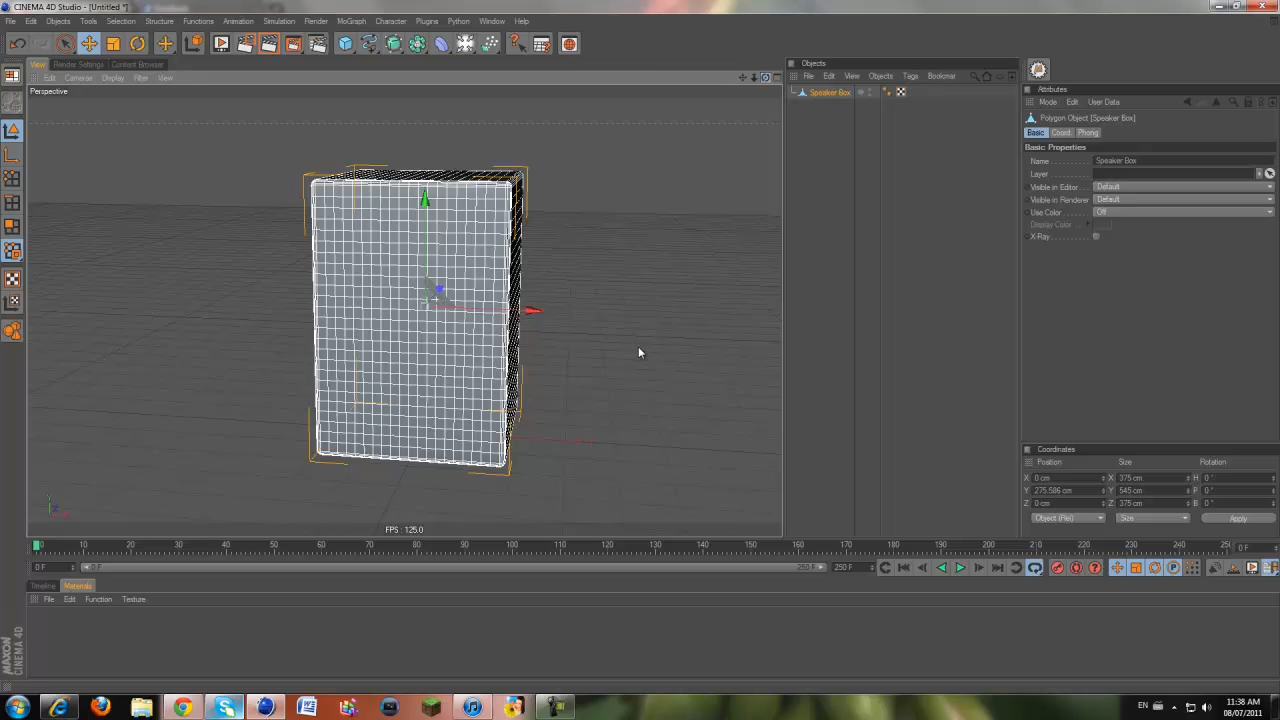 CINEMA 4D Studio - [Untitled *]
File Edit Objects Tools Selection Structure Functions Animation Simulation Render MoGraph Character Plugins Python Window Help
View Render Settings Content Browser
Edit Cameras Display Filter View
Perspective
FPS : 125.0
Objects
File Edit View Objects Tags Bookmar
Speaker Box
Attributes
Mode Edit User Data
Polygon Object [Speaker Box]
Basic Coord. Phong
Basic Properties
Name Speaker Box
Layer
Visible in Editor Default
Visible in Renderer Default
Use Color Off
Display Color
X-Ray
Coordinates
Position Size Rotation
X 0 cm X 375 cm H 0 °
Y 275.586 cm Y 545 cm P 0 °
Z 0 cm Z 375 cm B 0 °
Object (Rel) Size Apply
0 10 20 30 40 50 60 70 80 90 100 110 120 130 140 150 160 170 180 190 200 210 220 230 240 25 0 F
0 F 0 F 250 F 250 F
Timeline Materials
File Edit Function Texture
MAXON
CINEMA 4D
EN 11:38 AM
08/07/2011